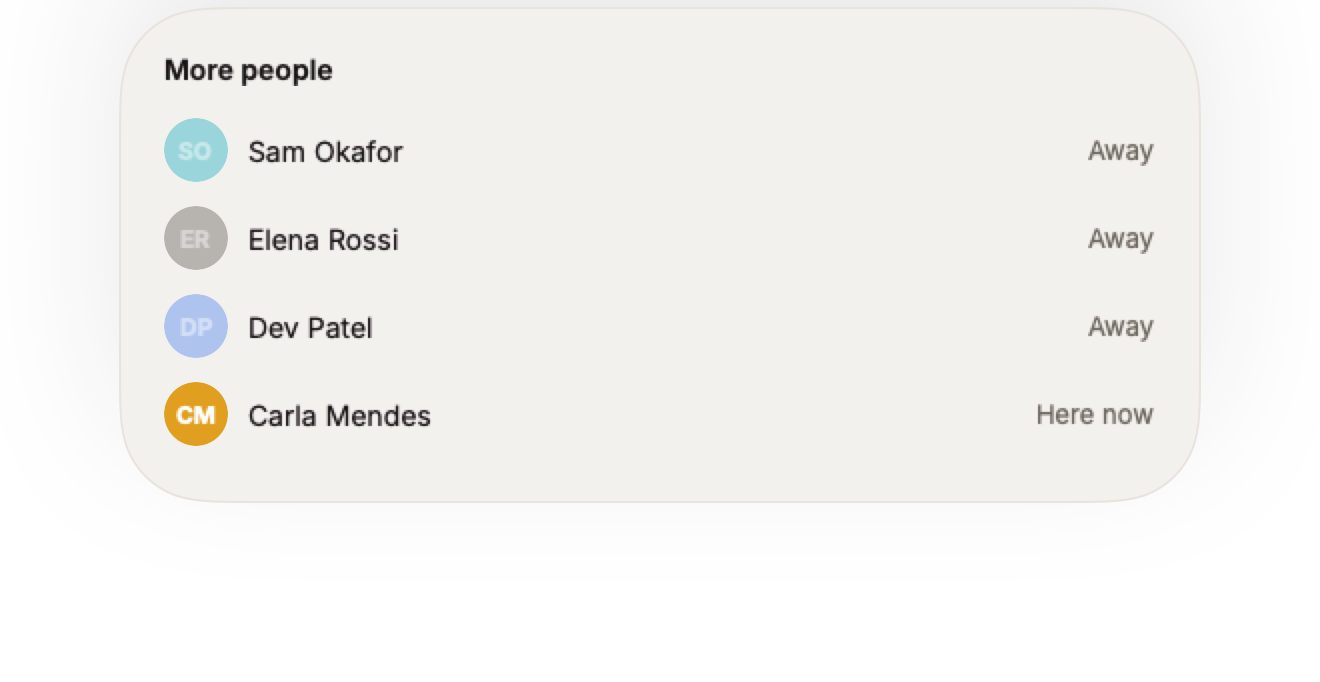 More people
SO Sam Okafor Away
ER Elena Rossi Away
DP Dev Patel Away
CM Carla Mendes Here now